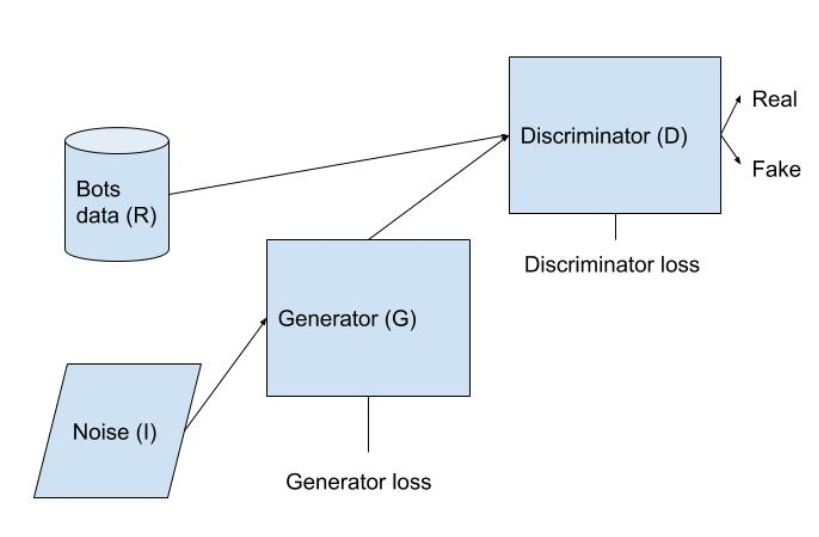 Real
Discriminator (D)
Fake
Bots
data (R)
Discriminator loss
Generator (G)
Noise (I)
Generator loss